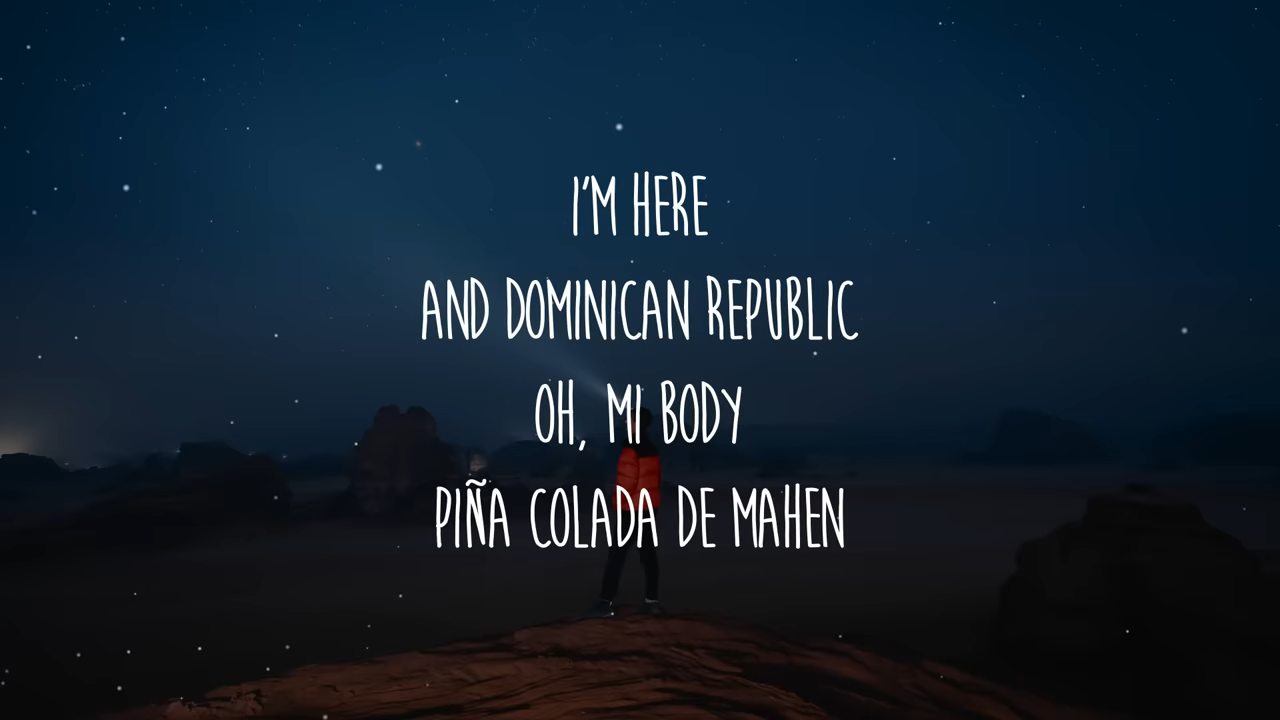 I'M HERE
AND DOMINICAN REPUBLIC
OH, MI BODY
PIÑA COLADA DE MAHEN